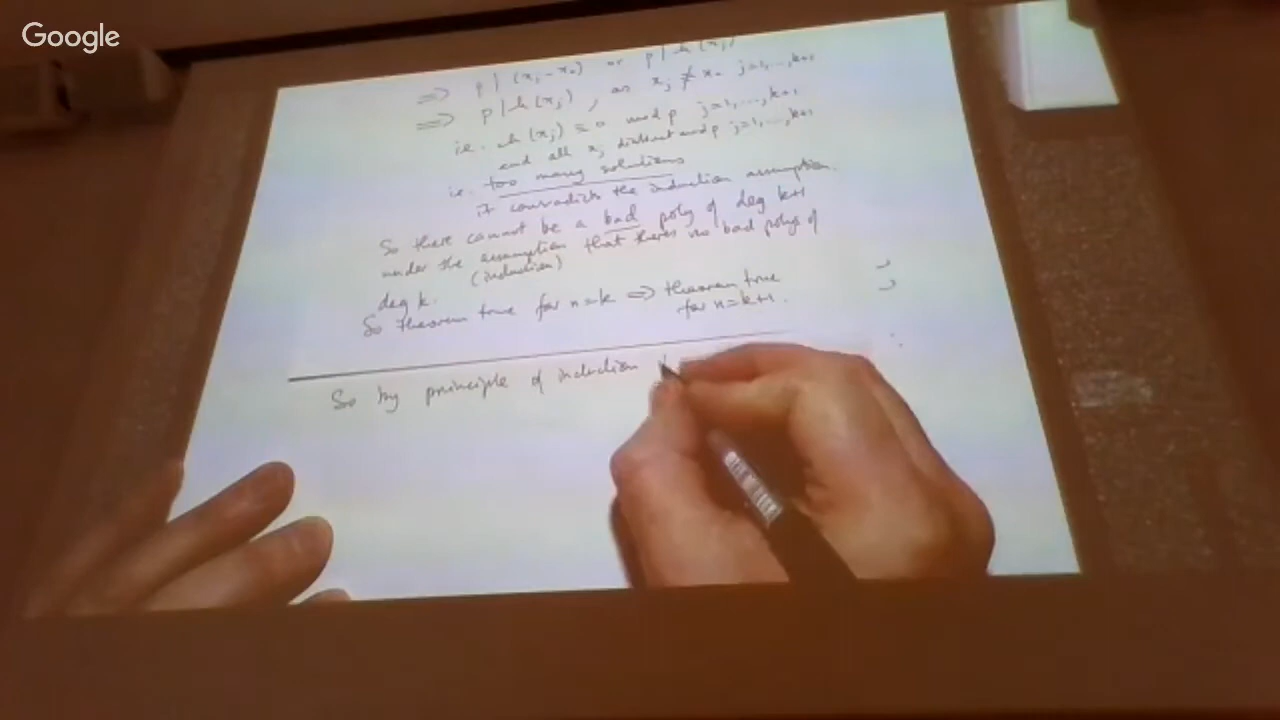 Google
=> p | (x_j - x_0) or p | h(x_j)
=> p | h(x_j), as x_j ≢ x_0 j=1,...,k+1
ie. h(x_j) ≡ 0 mod p j=1,...,k+1
and all x_j distinct mod p j=1,...,k+1
ie. too many solutions
it contradicts the induction assumption.
So there cannot be a bad poly of deg k+1
under the assumption that there's no bad poly of
(induction)
deg k.
So theorem true for n=k => theorem true
for n=k+1.
So by principle of induction